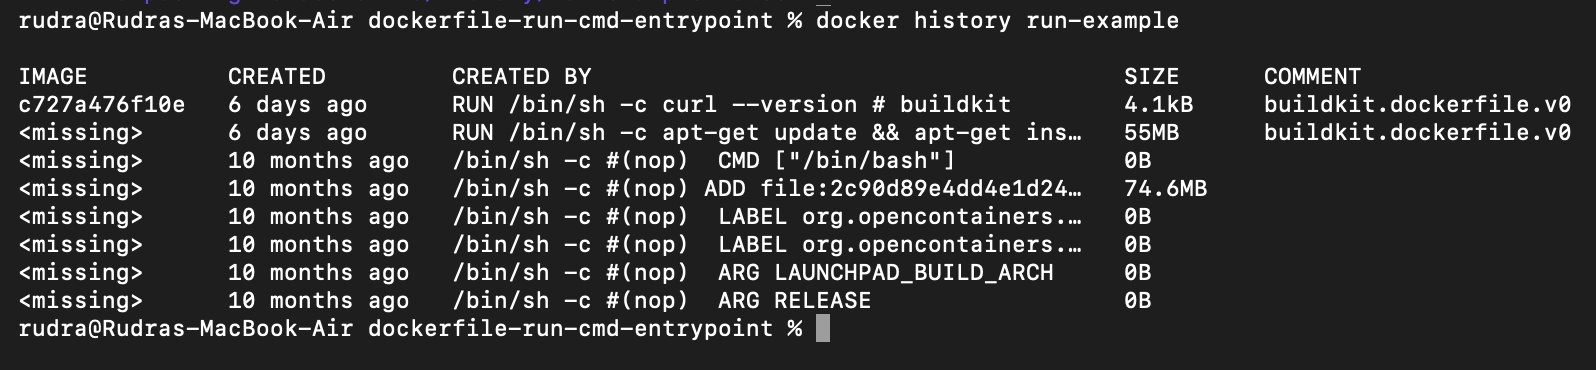 rudra@Rudras-MacBook-Air dockerfile-run-cmd-entrypoint % docker history run-example
IMAGE CREATED CREATED BY SIZE COMMENT
c727a476f10e 6 days ago RUN /bin/sh -c curl --version # buildkit 4.1kB buildkit.dockerfile.v0
<missing> 6 days ago RUN /bin/sh -c apt-get update && apt-get ins… 55MB buildkit.dockerfile.v0
<missing> 10 months ago /bin/sh -c #(nop)  CMD ["/bin/bash"] 0B
<missing> 10 months ago /bin/sh -c #(nop) ADD file:2c90d89e4dd4e1d24… 74.6MB
<missing> 10 months ago /bin/sh -c #(nop)  LABEL org.opencontainers.… 0B
<missing> 10 months ago /bin/sh -c #(nop)  LABEL org.opencontainers.… 0B
<missing> 10 months ago /bin/sh -c #(nop)  ARG LAUNCHPAD_BUILD_ARCH 0B
<missing> 10 months ago /bin/sh -c #(nop)  ARG RELEASE 0B
rudra@Rudras-MacBook-Air dockerfile-run-cmd-entrypoint %